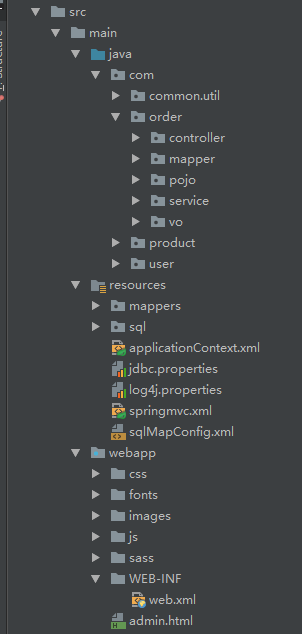 src
main
java
com
common.util
order
controller
mapper
pojo
service
vo
product
user
resources
mappers
sql
applicationContext.xml
jdbc.properties
log4j.properties
springmvc.xml
sqlMapConfig.xml
webapp
css
fonts
images
js
sass
WEB-INF
web.xml
admin.html